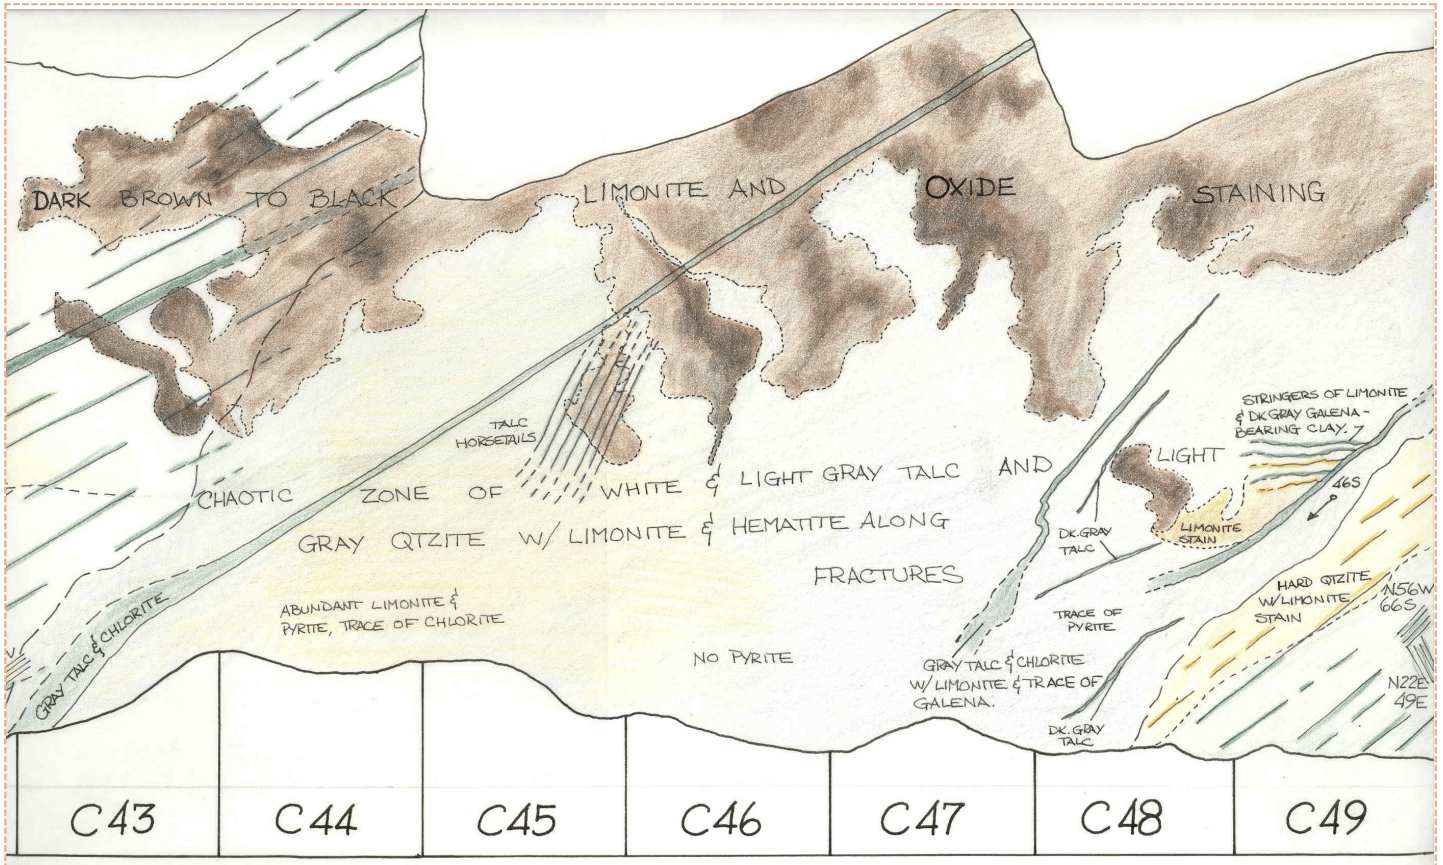 DARK BROWN TO BLACK LIMONITE AND OXIDE STAINING
STRINGERS OF LIMONITE
& DK GRAY GALENA-
BEARING CLAY.
TALC
HORSETAILS
LIGHT
CHAOTIC ZONE OF WHITE & LIGHT GRAY TALC AND
GRAY QTZITE W/ LIMONITE & HEMATITE ALONG
FRACTURES
46S
LIMONITE
STAIN
DK. GRAY
TALC
HARD QTZITE
W/LIMONITE
STAIN
N56W
66S
ABUNDANT LIMONITE &
PYRITE, TRACE OF CHLORITE
GRAY TALC & CHLORITE
TRACE OF
PYRITE
NO PYRITE
GRAY TALC & CHLORITE
W/ LIMONITE & TRACE OF
GALENA.
N22E
49E
DK. GRAY
TALC
C43 C44 C45 C46 C47 C48 C49